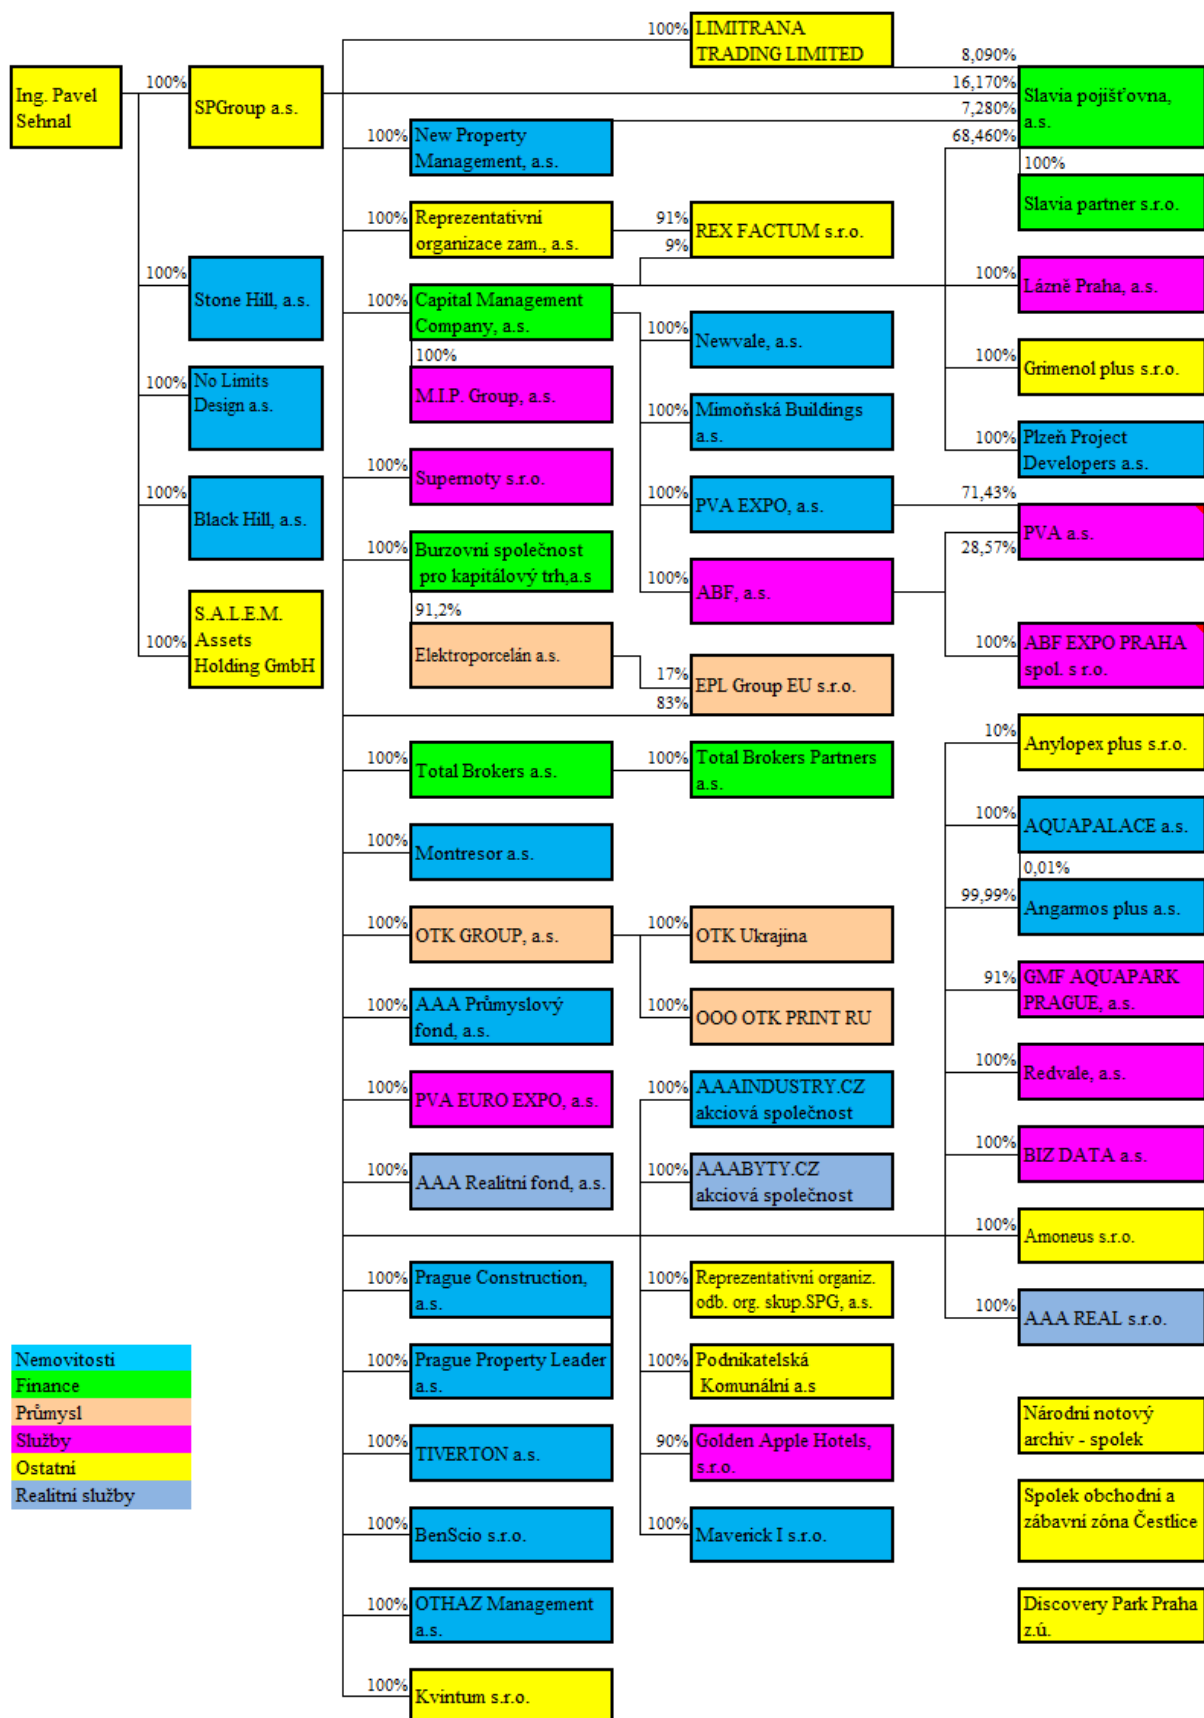 100%
LIMITRANA
TRADING LIMITED
8,090%
Ing. Pavel
Sehnal
100%
SPGroup a.s.
16,170%
Slavia pojišťovna,
a.s.
7,280%
68,460%
100%
New Property
Management, a.s.
100%
Slavia partner s.r.o.
100%
Reprezentativní
organizace zam., a.s.
91%
REX FACTUM s.r.o.
9%
100%
Stone Hill, a.s.
100%
Capital Management
Company, a.s.
100%
Lázně Praha, a.s.
100%
Newvale, a.s.
100%
M.I.P. Group, a.s.
100%
Grimenol plus s.r.o.
100%
No Limits
Design a.s.
100%
Mimoňská Buildings
a.s.
100%
Plzeň Project
Developers a.s.
100%
Supernoty s.r.o.
100%
Black Hill, a.s.
100%
PVA EXPO, a.s.
71,43%
PVA a.s.
28,57%
100%
Burzovní společnost
pro kapitálový trh,a.s
100%
ABF, a.s.
91,2%
Elektroporcelán a.s.
100%
S.A.L.E.M.
Assets
Holding GmbH
100%
ABF EXPO PRAHA
spol. s r.o.
17%
EPL Group EU s.r.o.
83%
10%
Anylopex plus s.r.o.
100%
Total Brokers a.s.
100%
Total Brokers Partners
a.s.
100%
AQUAPALACE a.s.
0,01%
100%
Montresor a.s.
99,99%
Angarmos plus a.s.
100%
OTK GROUP, a.s.
100%
OTK Ukrajina
91%
GMF AQUAPARK
PRAGUE, a.s.
100%
AAA Průmyslový
fond, a.s.
100%
OOO OTK PRINT RU
100%
Redvale, a.s.
100%
PVA EURO EXPO, a.s.
100%
AAAINDUSTRY.CZ
akciová společnost
100%
BIZ DATA a.s.
100%
AAA Realitní fond, a.s.
100%
AAABYTY.CZ
akciová společnost
100%
Amoneus s.r.o.
100%
Prague Construction,
a.s.
100%
Reprezentativní organiz.
odb. org. skup.SPG, a.s.
100%
AAA REAL s.r.o.
100%
Prague Property Leader
a.s.
100%
Podnikatelská
Komunální a.s
Nemovitosti
Finance
Průmysl
Služby
Ostatní
Realitní služby
Národní notový
archiv - spolek
100%
TIVERTON a.s.
90%
Golden Apple Hotels,
s.r.o.
Spolek obchodní a
zábavní zóna Čestlice
100%
BenScio s.r.o.
100%
Maverick I s.r.o.
100%
OTHAZ Management
a.s.
Discovery Park Praha
z.ú.
100%
Kvintum s.r.o.